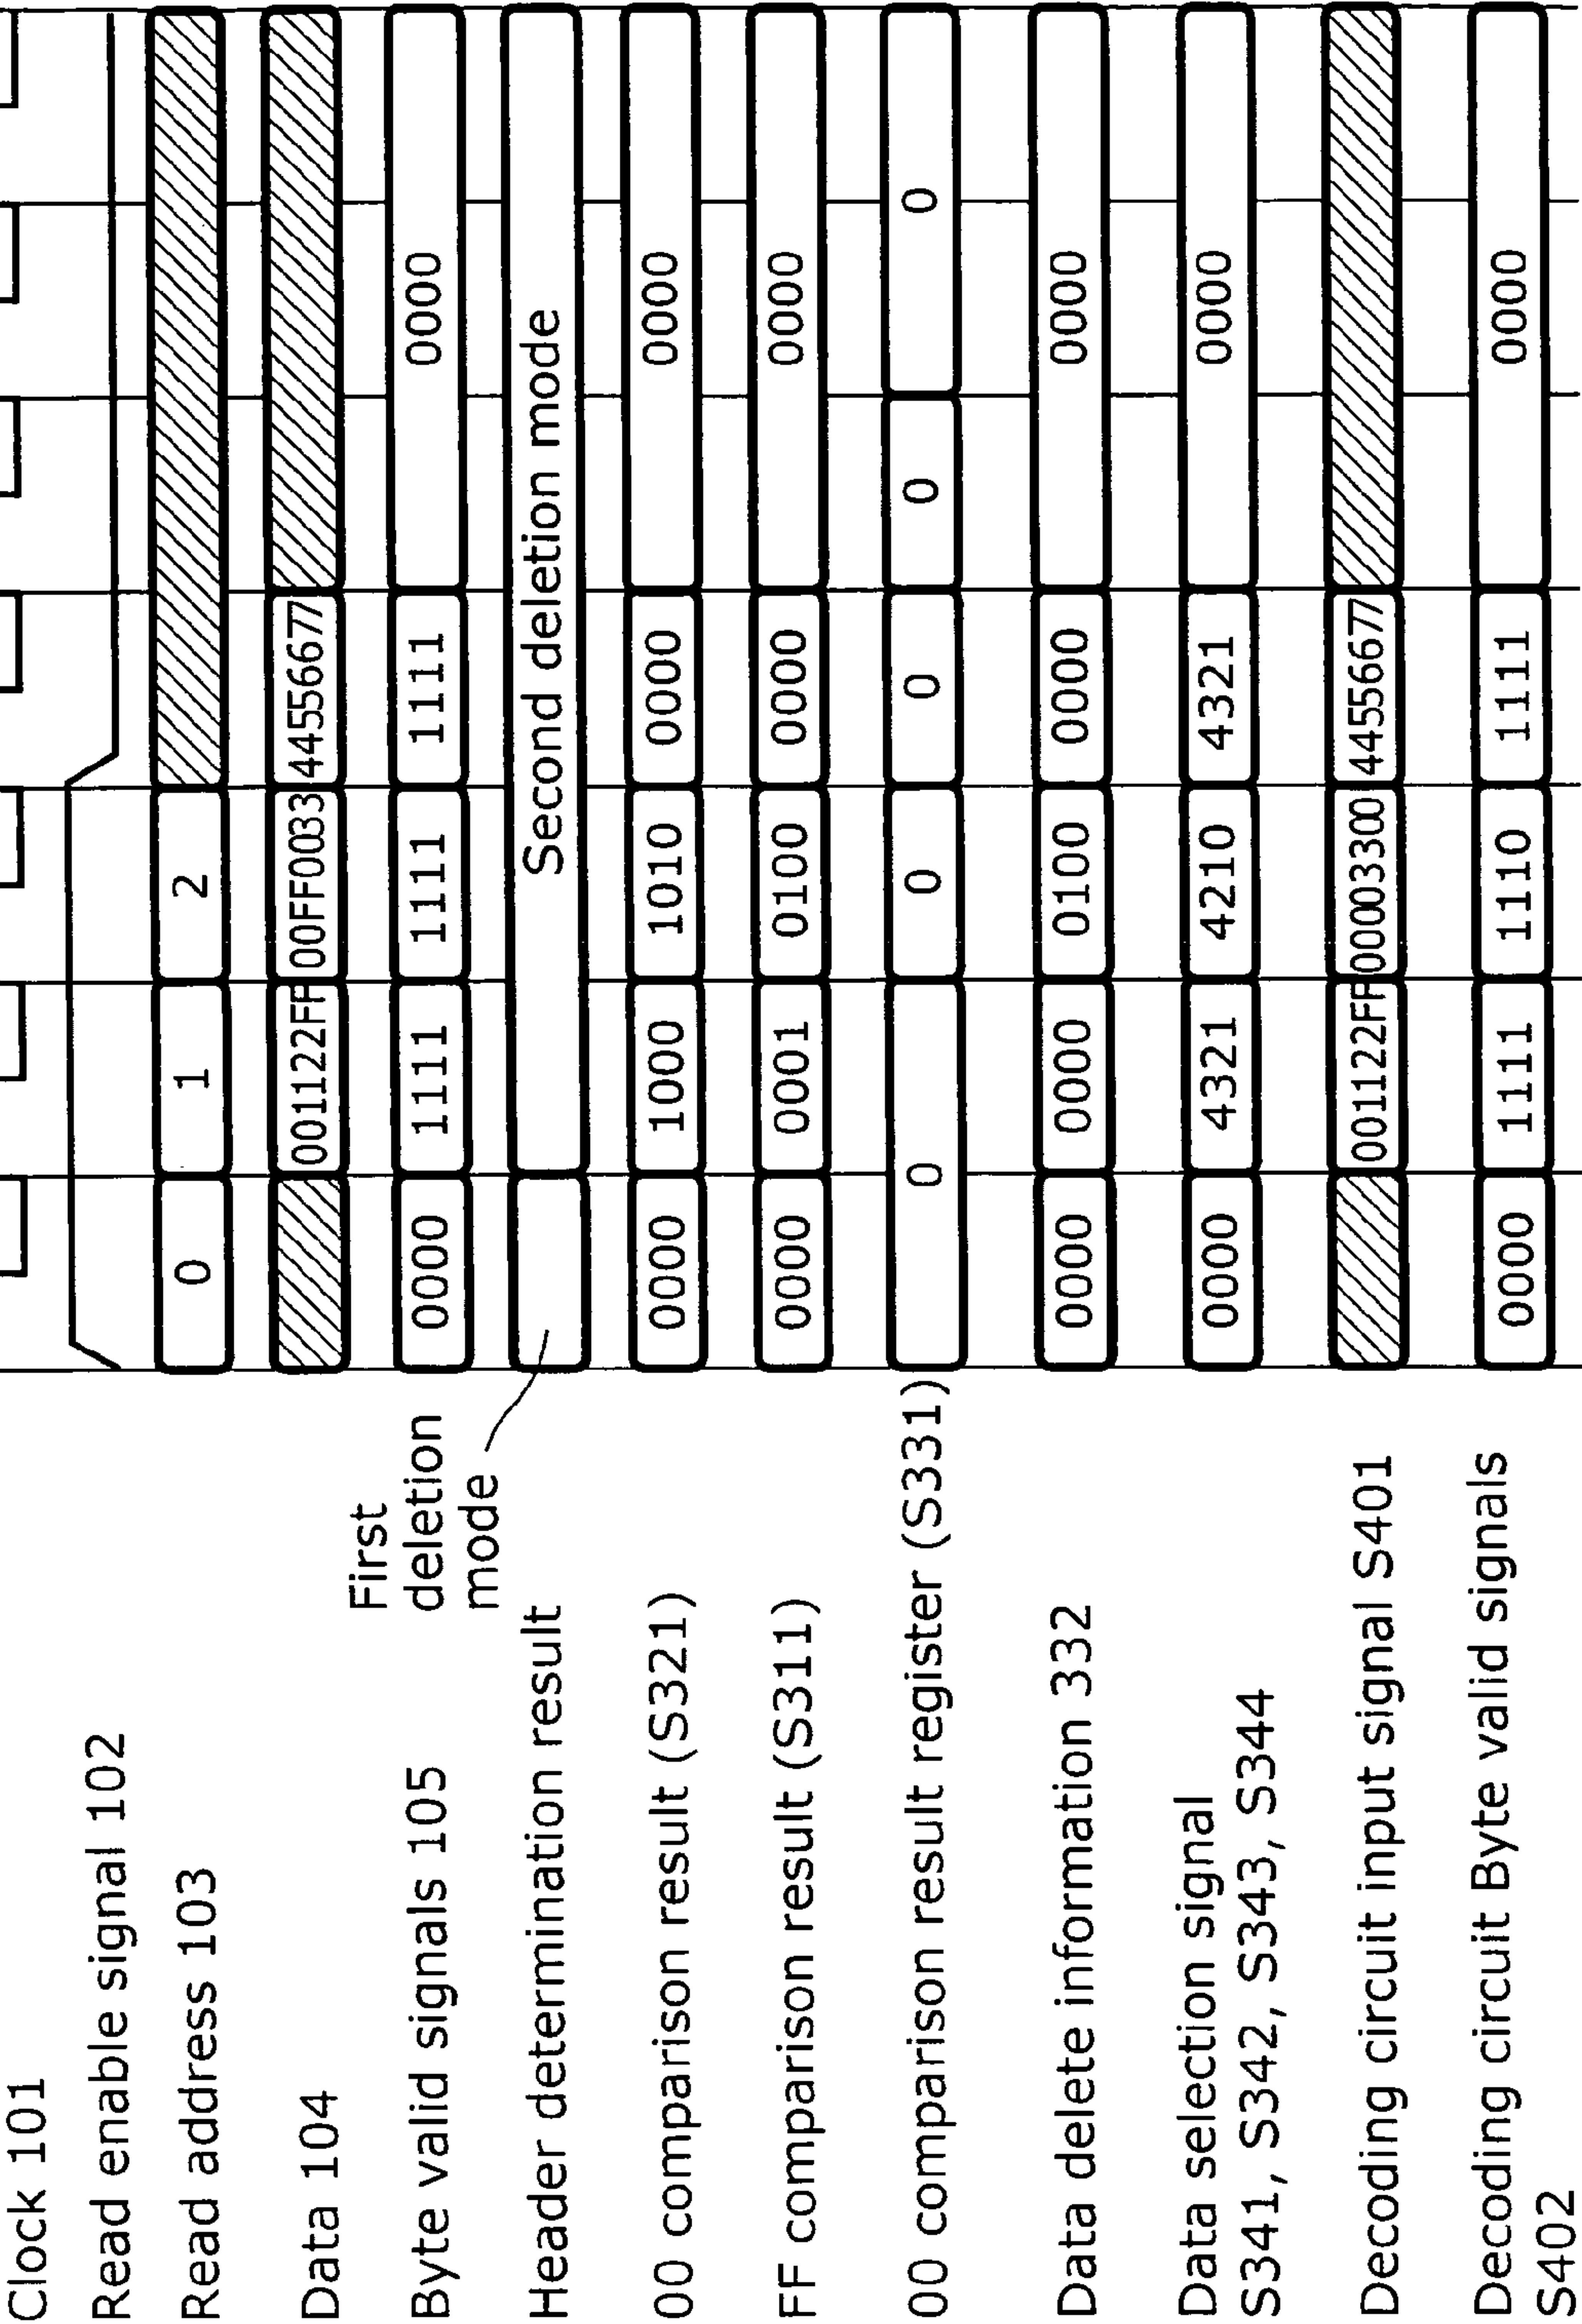 Clock 101
Read enable signal 102
Read address 103 0 1 2
Data 104 001122FF 00FF0033 44556677
Byte valid signals 105 0000 1111 1111 1111 0000
First
deletion
mode
Header determination result Second deletion mode
00 comparison result (S321) 0000 1000 1010 0000 0000
FF comparison result (S311) 0000 0001 0100 0000 0000
00 comparison result register (S331) 0 0 0 0 0
Data delete information 332 0000 0000 0100 0000 0000
Data selection signal
S341, S342, S343, S344 0000 4321 4210 4321 0000
Decoding circuit input signal S401 001122FF 00003300 44556677
Decoding circuit Byte valid signals
S402 0000 1111 1110 1111 0000